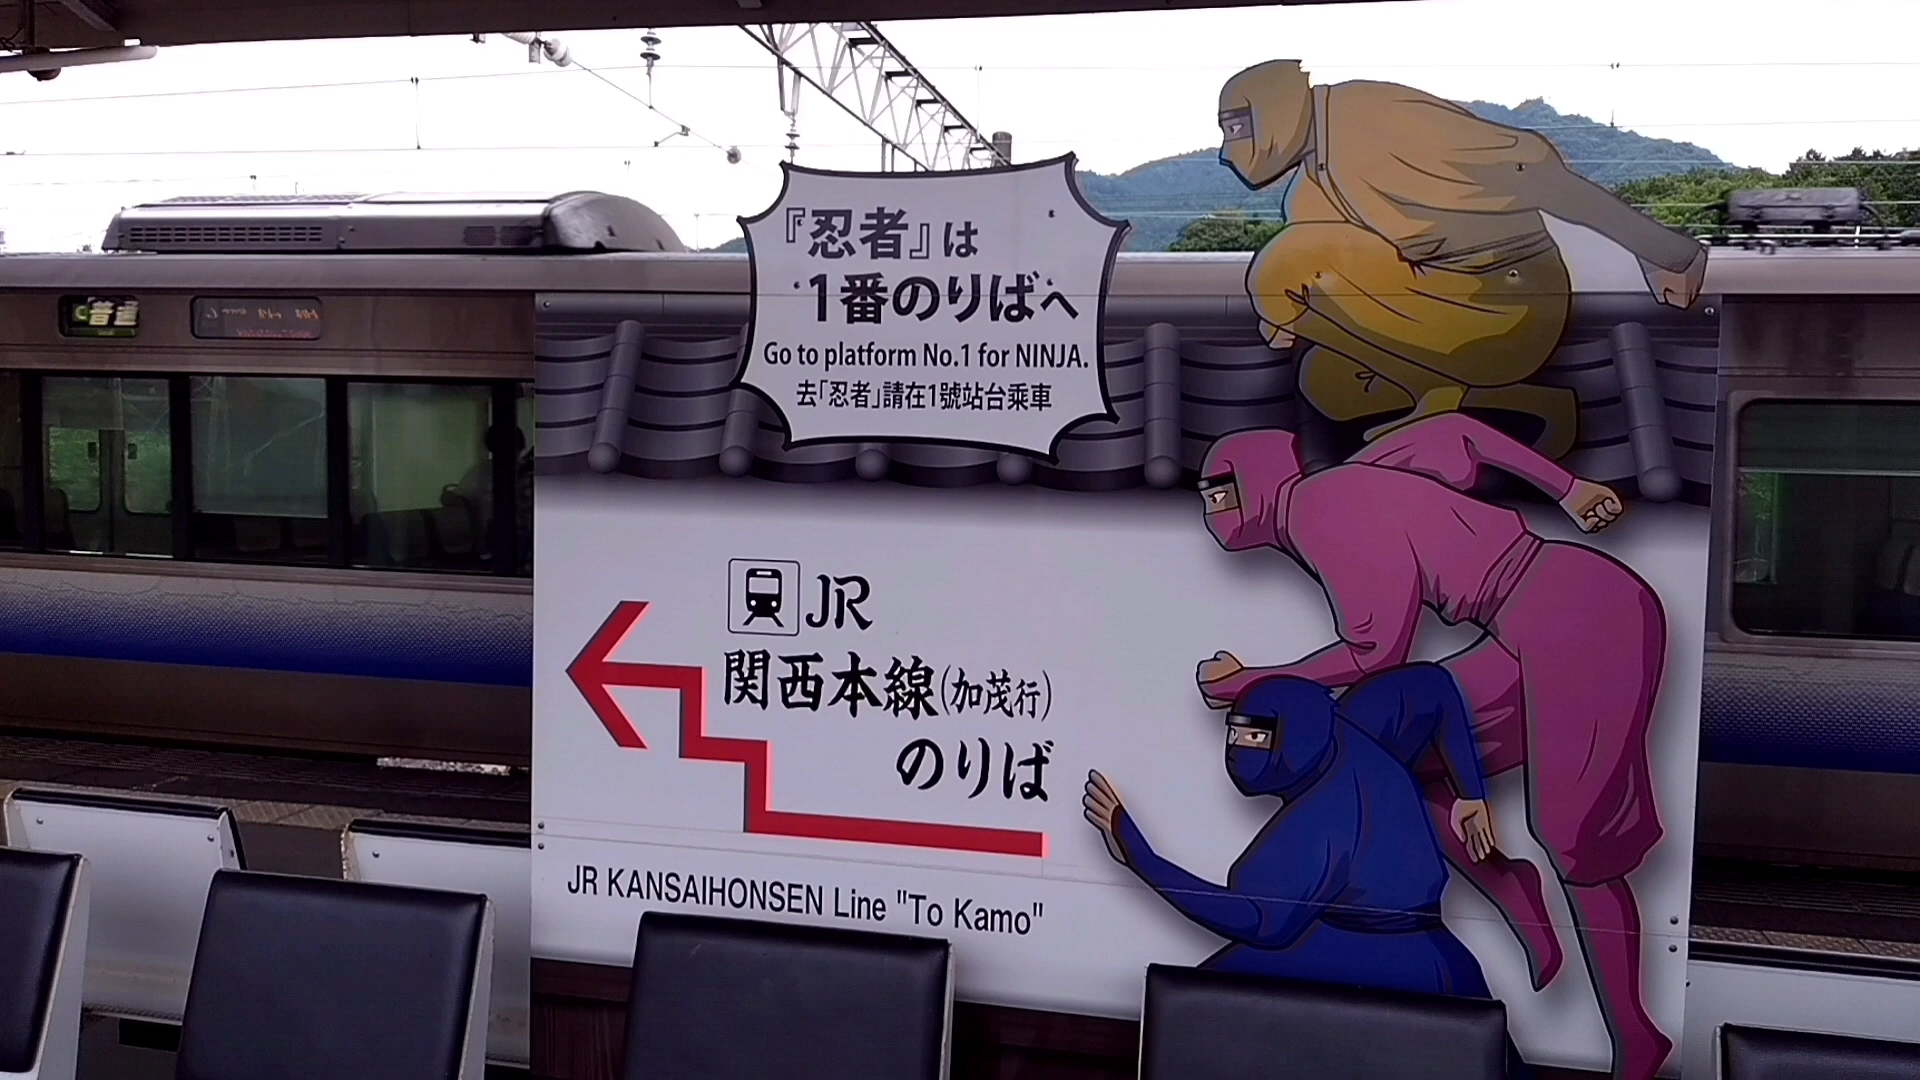 普通
『忍者』は
1番のりばへ
Go to platform No.1 for NINJA.
去「忍者」請在1號站台乘車
JR
関西本線(加茂行)
のりば
JR KANSAIHONSEN Line "To Kamo"